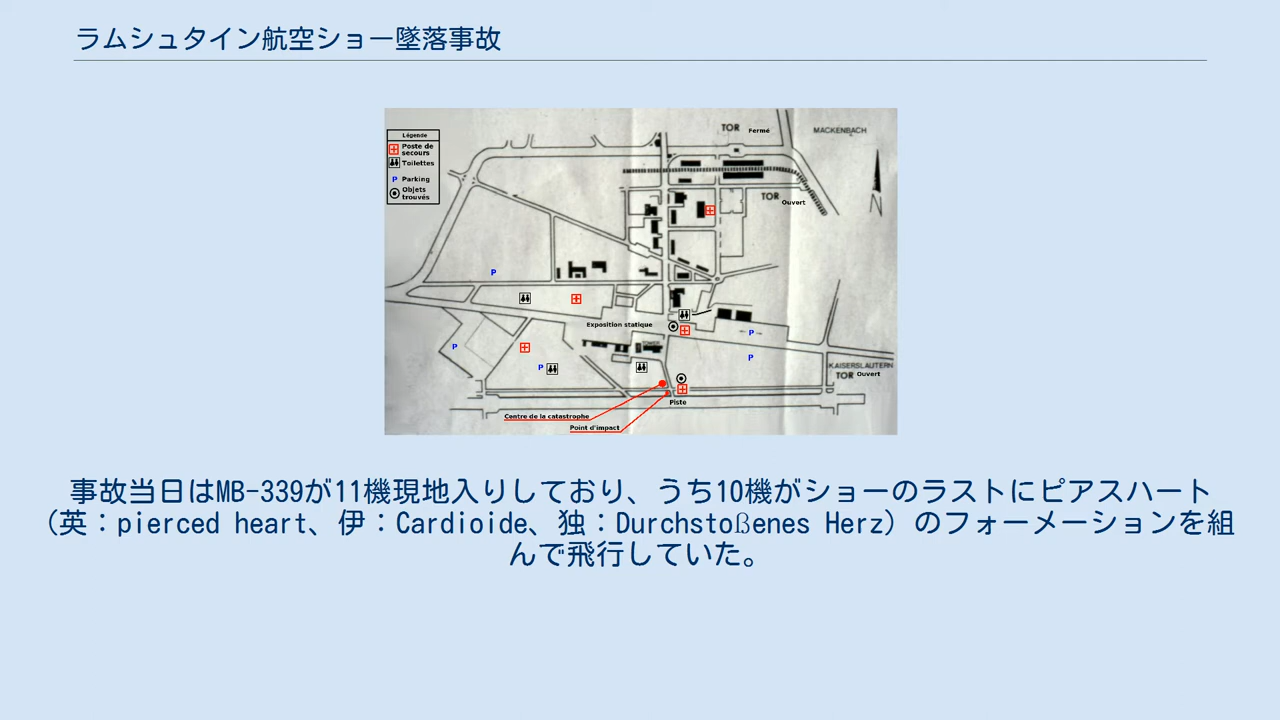 ラムシュタイン航空ショー墜落事故
TOR Fermé
MACKENBACH
Légende
Poste de
secours
Toilettes
P Parking
Objets
trouvés
N
TOR
Ouvert
P
Exposition statique
P
P
TOWER
P
P
KAISERSLAUTERN
TOR Ouvert
Piste
Centre de la catastrophe
Point d'impact
事故当日はMB-339が11機現地入りしており、うち10機がショーのラストにピアスハート
（英：pierced heart、伊：Cardioide、独：Durchstoßenes Herz）のフォーメーションを組
んで飛行していた。